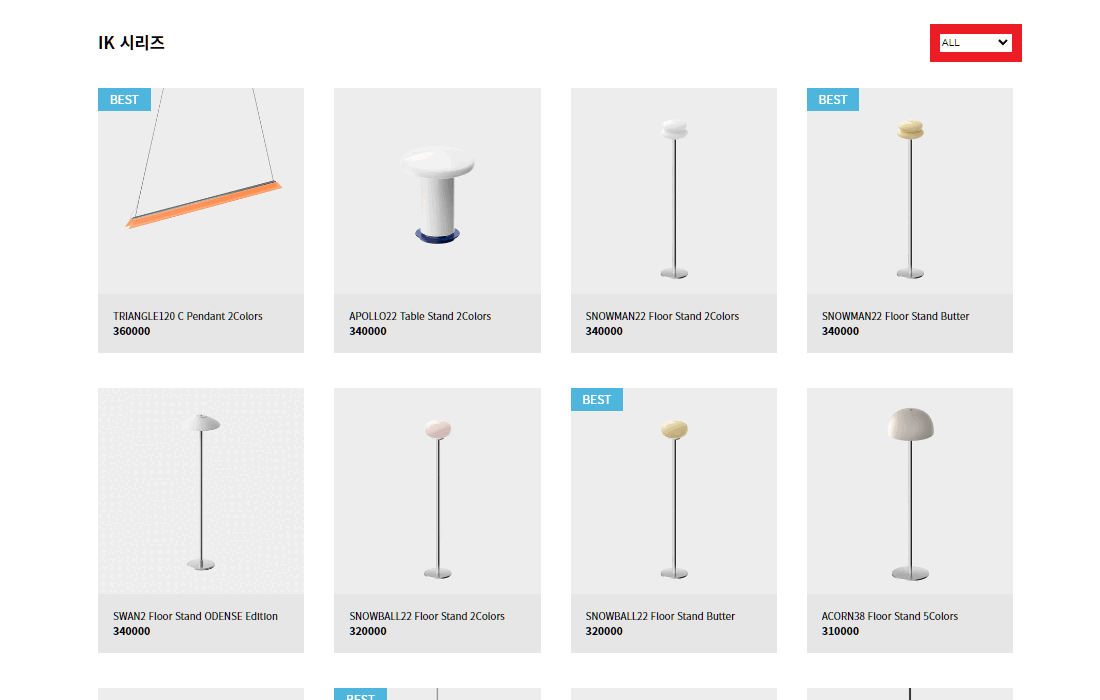 IK 시리즈
ALL
BEST
BEST
TRIANGLE120 C Pendant 2Colors
360000
APOLLO22 Table Stand 2Colors
340000
SNOWMAN22 Floor Stand 2Colors
340000
SNOWMAN22 Floor Stand Butter
340000
BEST
SWAN2 Floor Stand ODENSE Edition
340000
SNOWBALL22 Floor Stand 2Colors
320000
SNOWBALL22 Floor Stand Butter
320000
ACORN38 Floor Stand 5Colors
310000
BEST